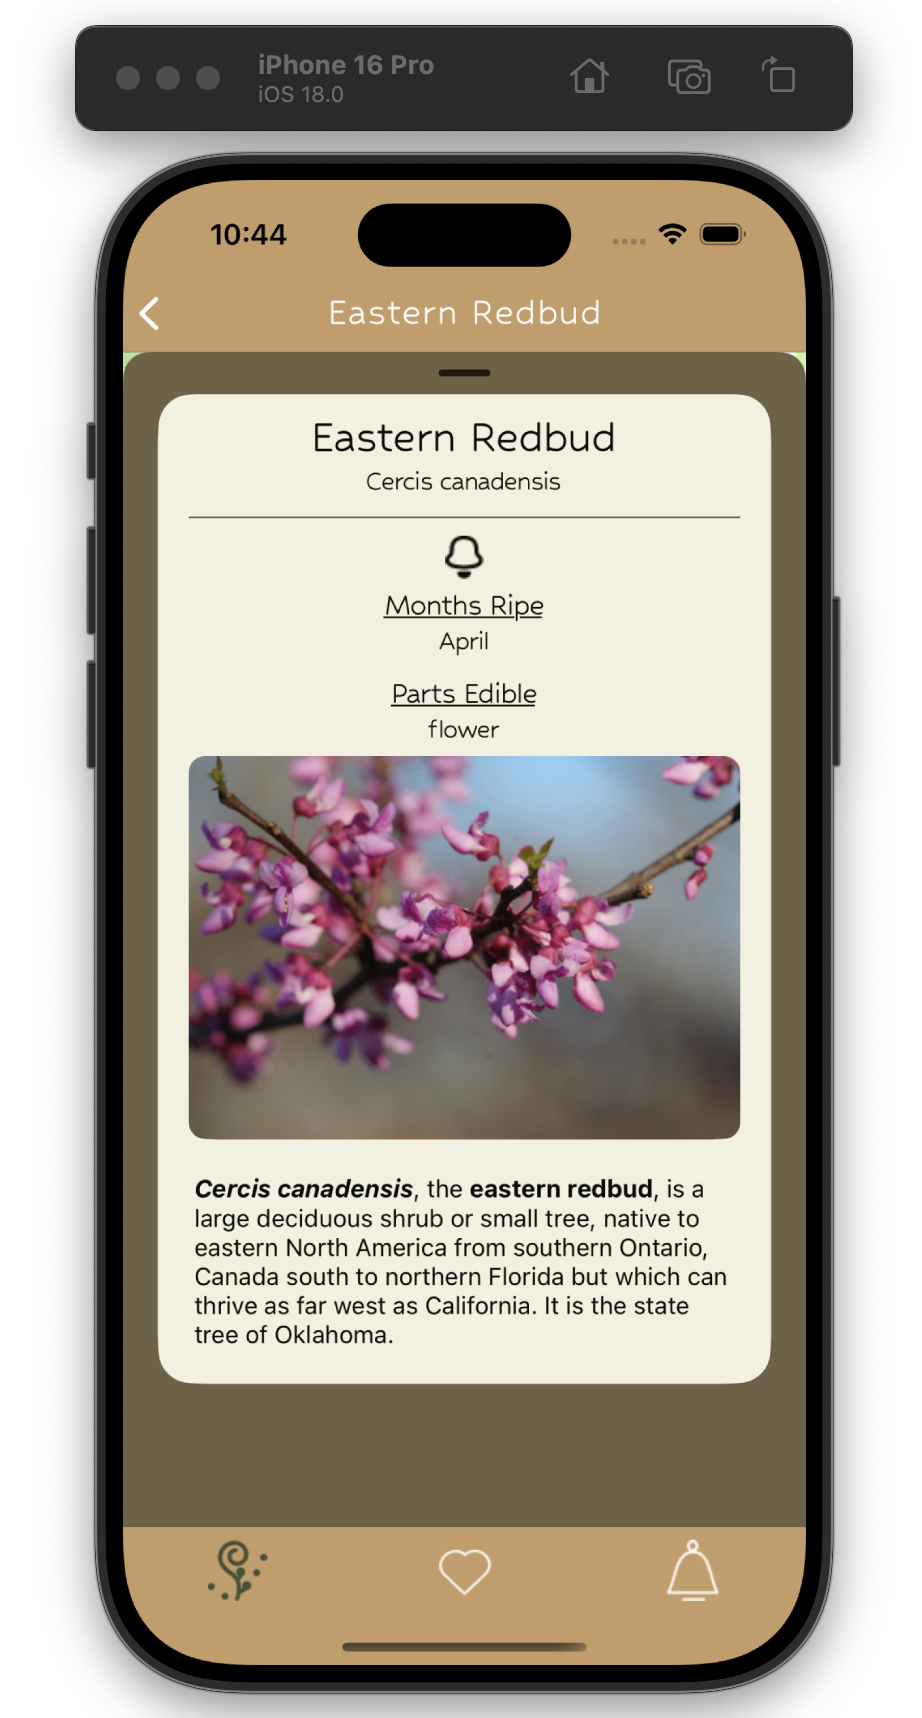 iPhone 16 Pro
iOS 18.0
10:44
Eastern Redbud
Eastern Redbud
Cercis canadensis
Months Ripe
April
Parts Edible
flower
Cercis canadensis, the eastern redbud, is a
large deciduous shrub or small tree, native to
eastern North America from southern Ontario,
Canada south to northern Florida but which can
thrive as far west as California. It is the state
tree of Oklahoma.